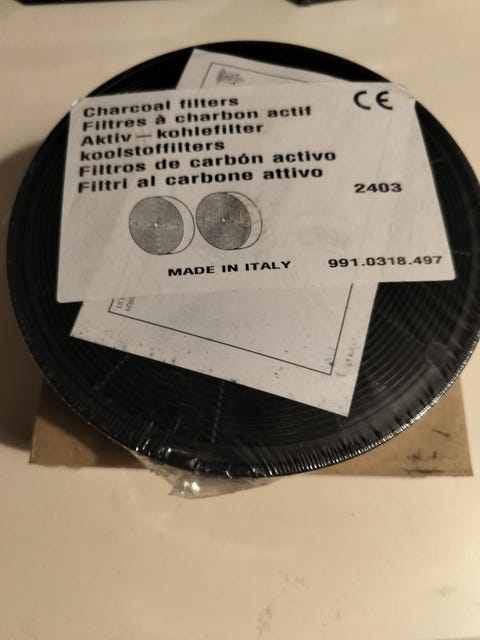 Charcoal filters
Filtres à charbon actif
Aktiv – kohlefilter
koolstoffilters
Filtros de carbón activo
Filtri al carbone attivo
CE
2403
MADE IN ITALY
991.0318.497